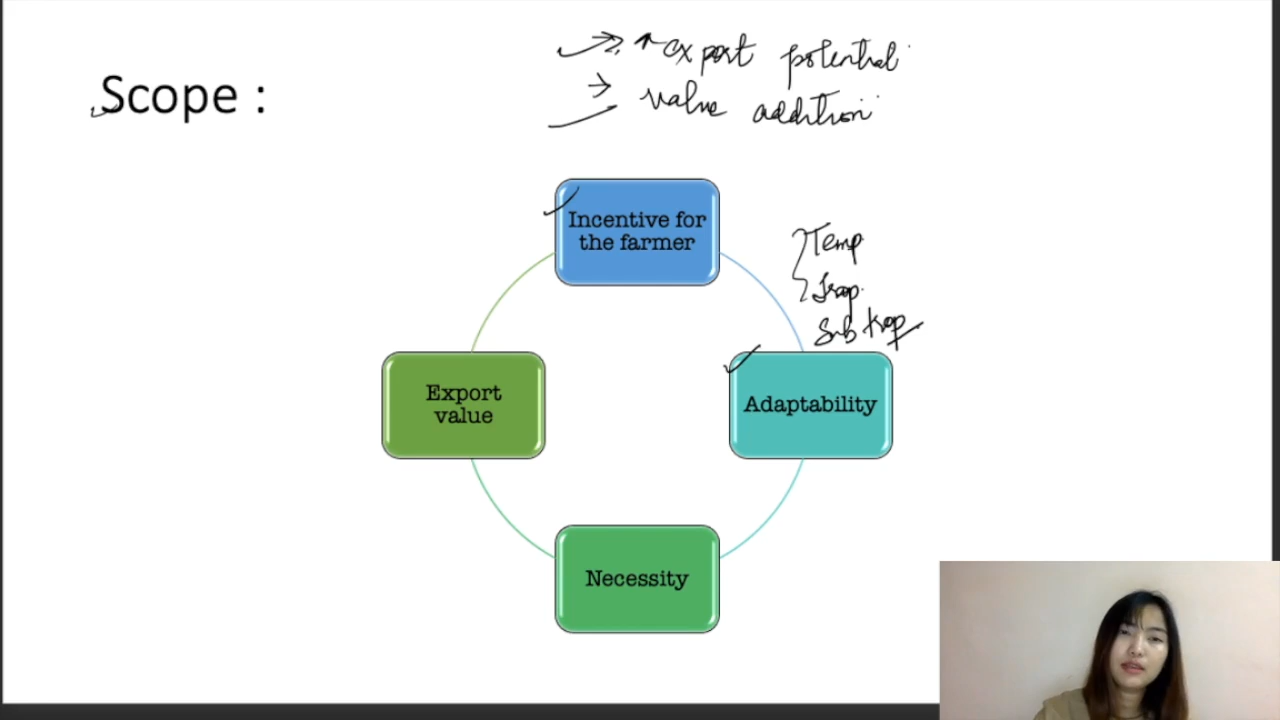 Scope :
↑ export potential
→ value addition
Incentive for
the farmer
Temp
Trop.
Sub trop
Export
value
Adaptability
Necessity